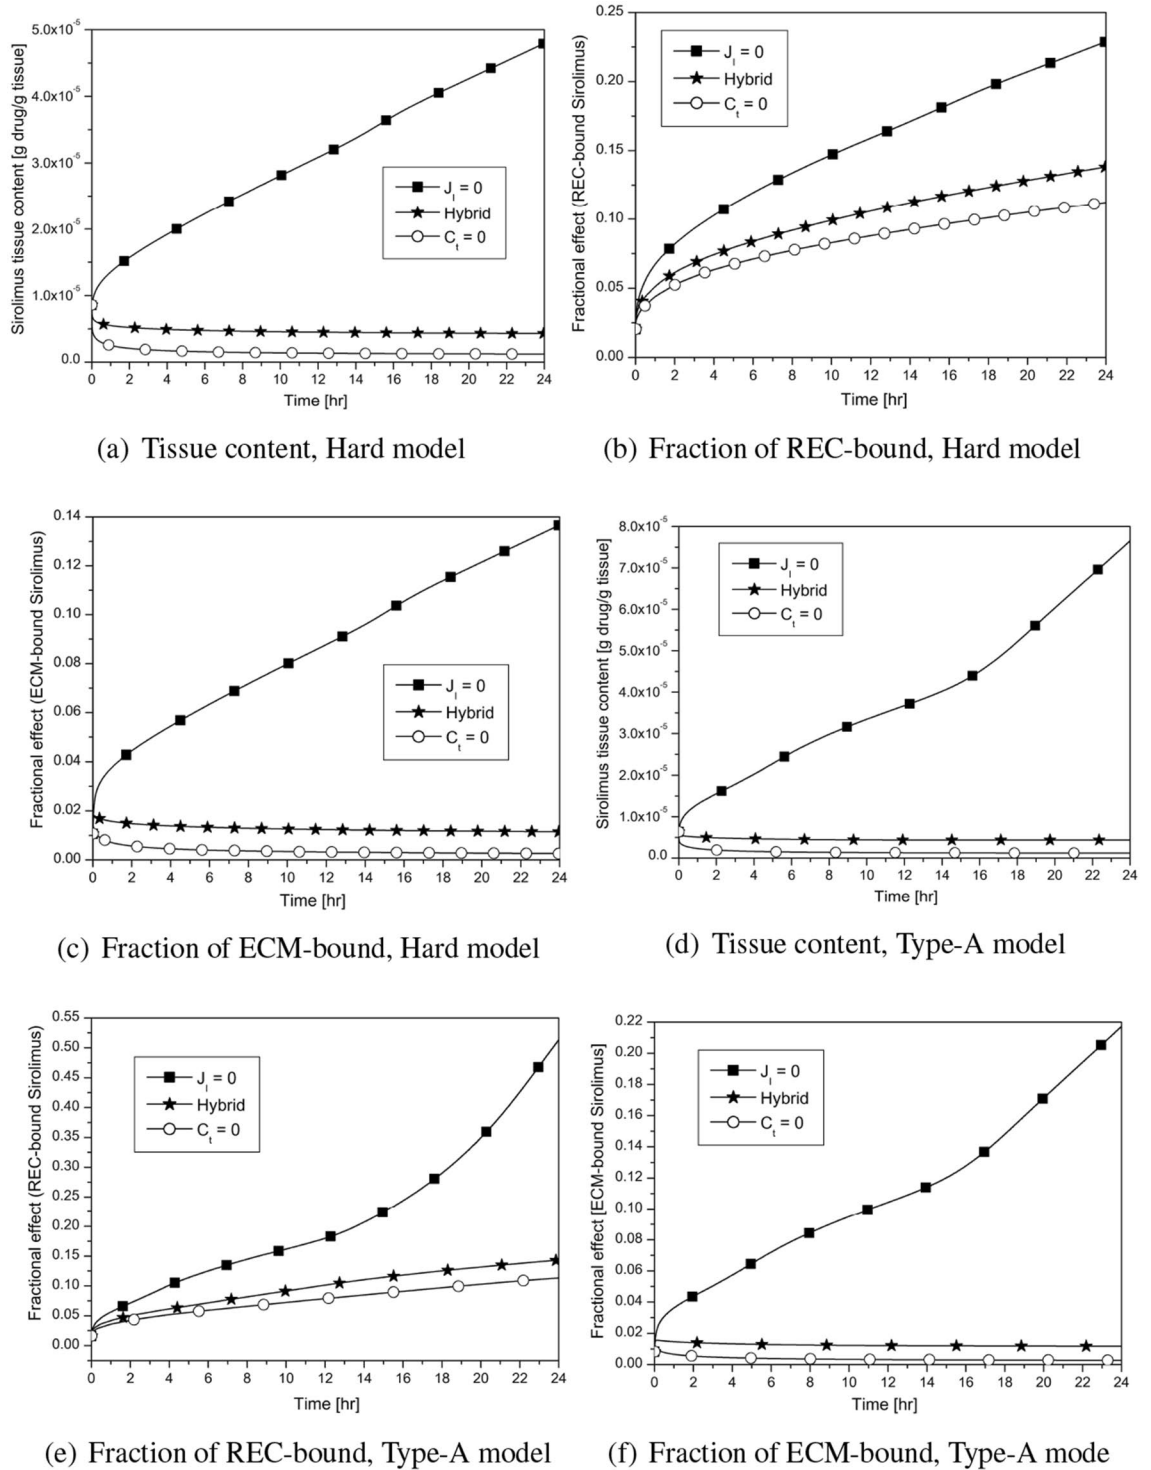 Sirolimus tissue content [g drug/g tissue]
5.0x10⁻⁵
4.0x10⁻⁵
3.0x10⁻⁵
2.0x10⁻⁵
1.0x10⁻⁵
0.0
J_l = 0
Hybrid
C_t = 0
0 2 4 6 8 10 12 14 16 18 20 22 24
Time [hr]
(a) Tissue content, Hard model
Fractional effect (REC-bound Sirolimus)
0.25
0.20
0.15
0.10
0.05
0.00
J_l = 0
Hybrid
C_t = 0
0 2 4 6 8 10 12 14 16 18 20 22 24
Time [hr]
(b) Fraction of REC-bound, Hard model
Fractional effect (ECM-bound Sirolimus)
0.14
0.12
0.10
0.08
0.06
0.04
0.02
0.00
J_l = 0
Hybrid
C_t = 0
0 2 4 6 8 10 12 14 16 18 20 22 24
Time [hr]
(c) Fraction of ECM-bound, Hard model
Sirolimus tissue content [g drug/g tissue]
8.0x10⁻⁵
7.0x10⁻⁵
6.0x10⁻⁵
5.0x10⁻⁵
4.0x10⁻⁵
3.0x10⁻⁵
2.0x10⁻⁵
1.0x10⁻⁵
0.0
J_l = 0
Hybrid
C_t = 0
0 2 4 6 8 10 12 14 16 18 20 22 24
Time [hr]
(d) Tissue content, Type-A model
Fractional effect (REC-bound Sirolimus)
0.55
0.50
0.45
0.40
0.35
0.30
0.25
0.20
0.15
0.10
0.05
0.00
J_l = 0
Hybrid
C_t = 0
0 2 4 6 8 10 12 14 16 18 20 22 24
Time [hr]
(e) Fraction of REC-bound, Type-A model
Fractional effect [ECM-bound Sirolimus]
0.22
0.20
0.18
0.16
0.14
0.12
0.10
0.08
0.06
0.04
0.02
0.00
J_l = 0
Hybrid
C_t = 0
0 2 4 6 8 10 12 14 16 18 20 22 24
Time [hr]
(f) Fraction of ECM-bound, Type-A mode